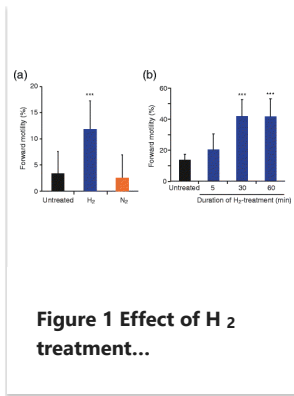 (a)
20
15
10
5
0
Forward motility (%)
***
Untreated H₂ N₂
(b)
60
40
20
0
Forward motility (%)
*** ***
Untreated 5 30 60
Duration of H₂-treatment (min)
Figure 1 Effect of H 2
treatment...